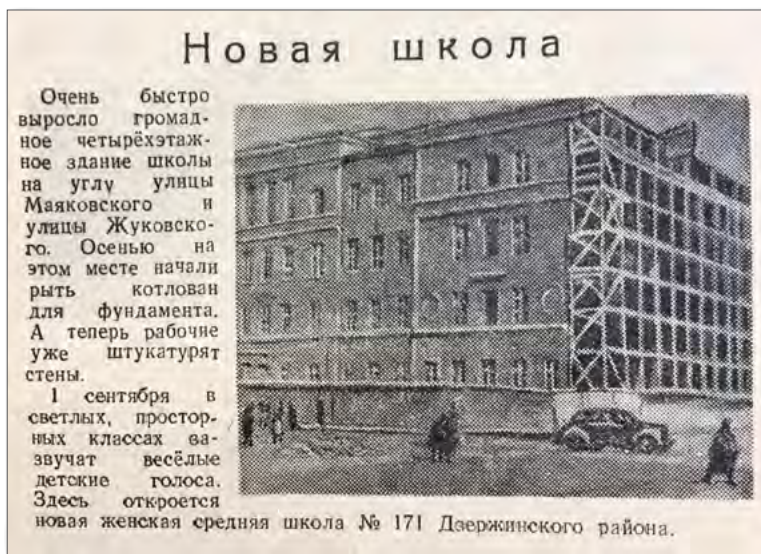 Новая школа
Очень быстро
выросло громад-
ное четырёхэтаж-
ное здание школы
на углу улицы
Маяковского и
улицы Жуковско-
го. Осенью на
этом месте начали
рыть котлован
для фундамента.
А теперь рабочие
уже штукатурят
стены.
1 сентября в
светлых, простор-
ных классах за-
звучат весёлые
детские голоса.
Здесь откроется
новая женская средняя школа № 171 Дзержинского района.